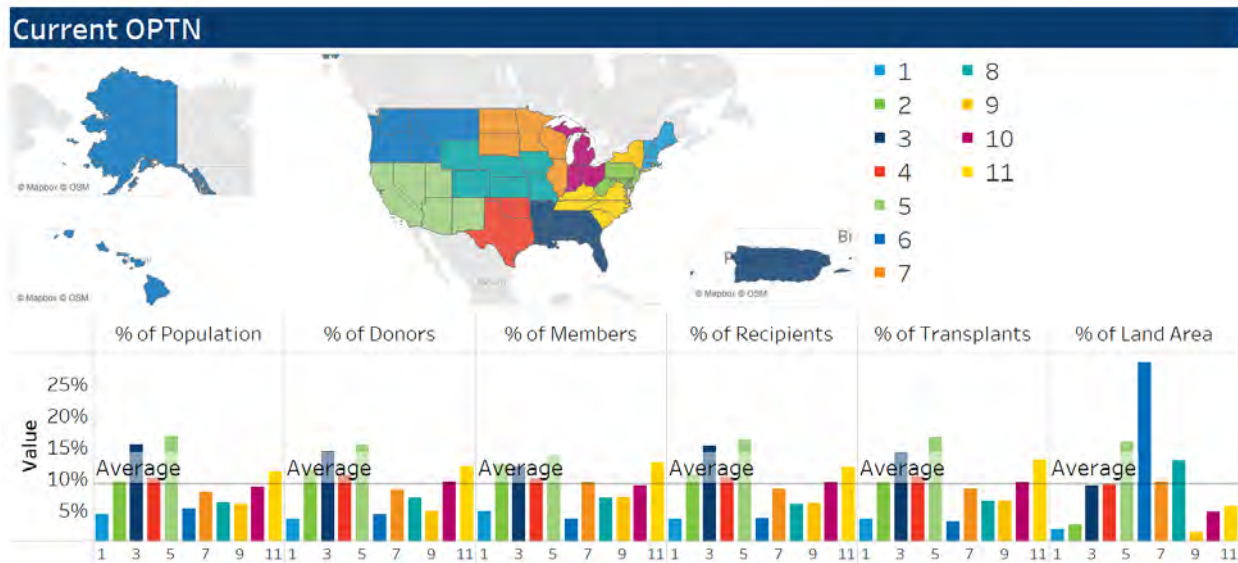 Current OPTN
© Mapbox © OSM
© Mapbox © OSM
Br
P
© Mapbox © OSM
1
2
3
4
5
6
7
8
9
10
11
% of Population
% of Donors
% of Members
% of Recipients
% of Transplants
% of Land Area
Value
25%
20%
15%
10%
5%
Average
Average
Average
Average
Average
Average
1 3 5 7 9 11
1 3 5 7 9 11
1 3 5 7 9 11
1 3 5 7 9 11
1 3 5 7 9 11
1 3 5 7 9 11